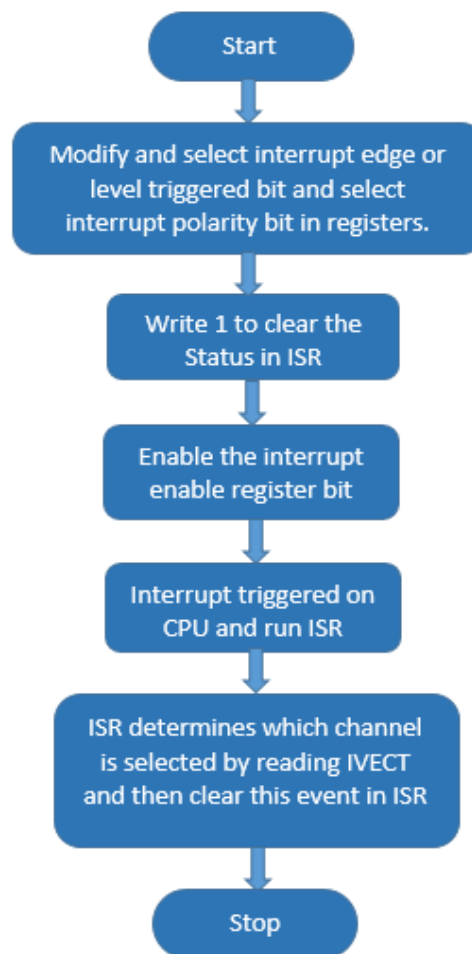 Start
Modify and select interrupt edge or
level triggered bit and select
interrupt polarity bit in registers.
Write 1 to clear the
Status in ISR
Enable the interrupt
enable register bit
Interrupt triggered on
CPU and run ISR
ISR determines which channel
is selected by reading IVECT
and then clear this event in ISR
Stop